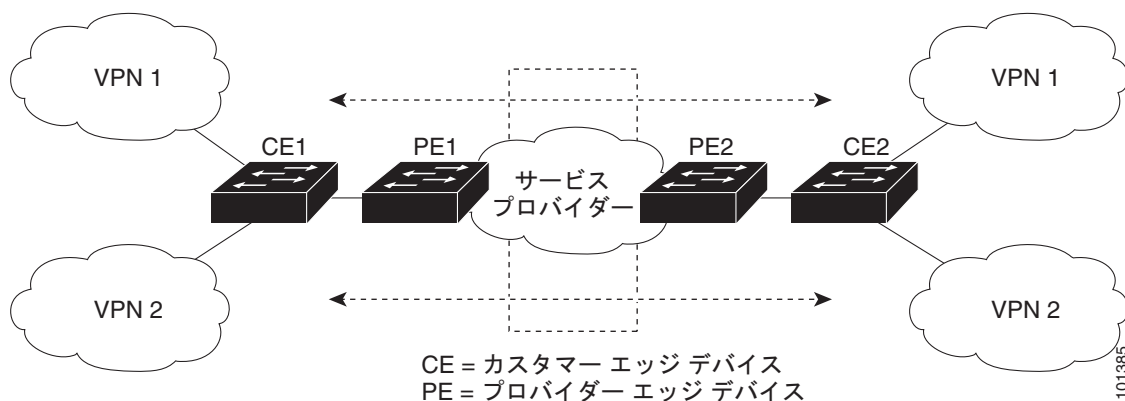 VPN 1
VPN 1
CE1
PE1
PE2
CE2
サービス
プロバイダー
VPN 2
VPN 2
CE = カスタマー エッジ デバイス
PE = プロバイダー エッジ デバイス
101385